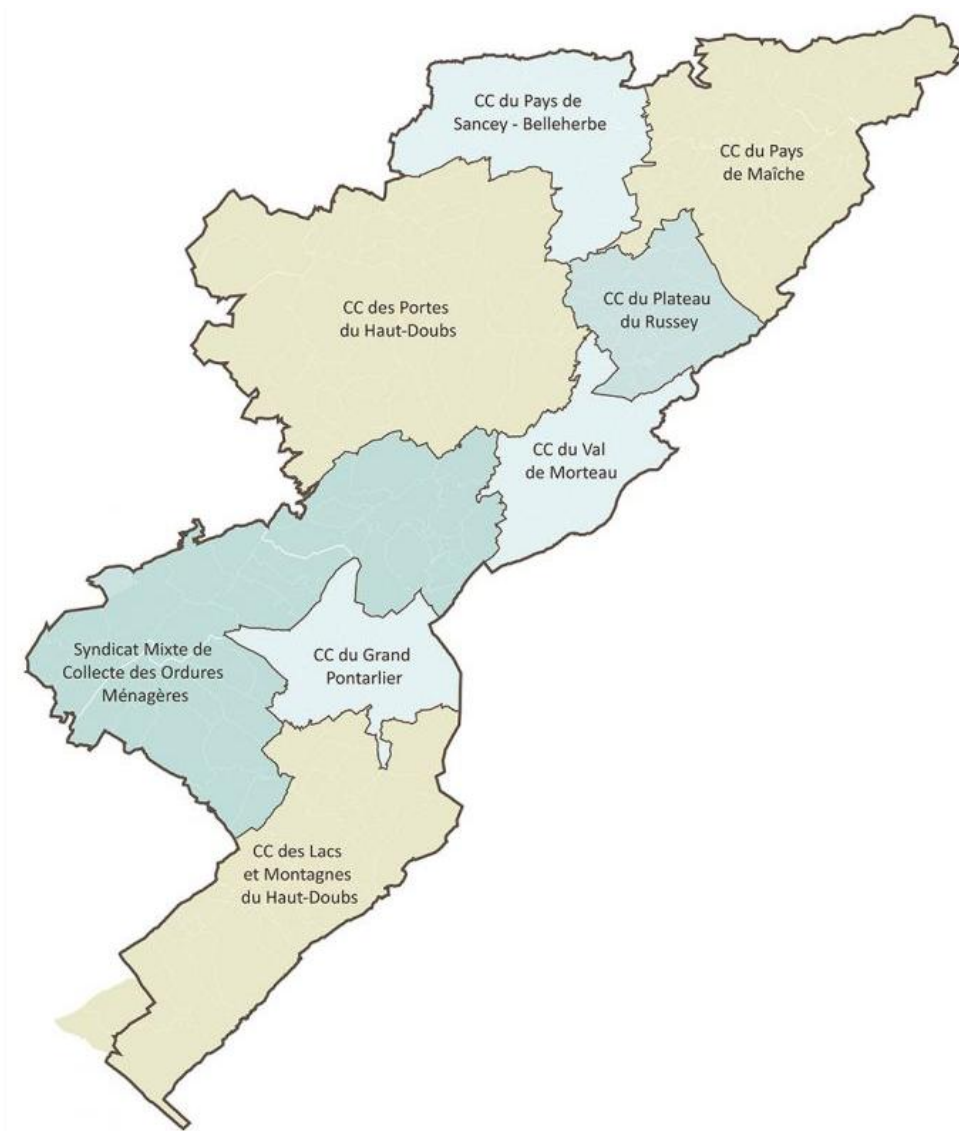 CC du Pays de
Sancey - Belleherbe
CC du Pays
de Maîche
CC des Portes
du Haut-Doubs
CC du Plateau
du Russey
CC du Val
de Morteau
Syndicat Mixte de
Collecte des Ordures
Ménagères
CC du Grand
Pontarlier
CC des Lacs
et Montagnes
du Haut-Doubs